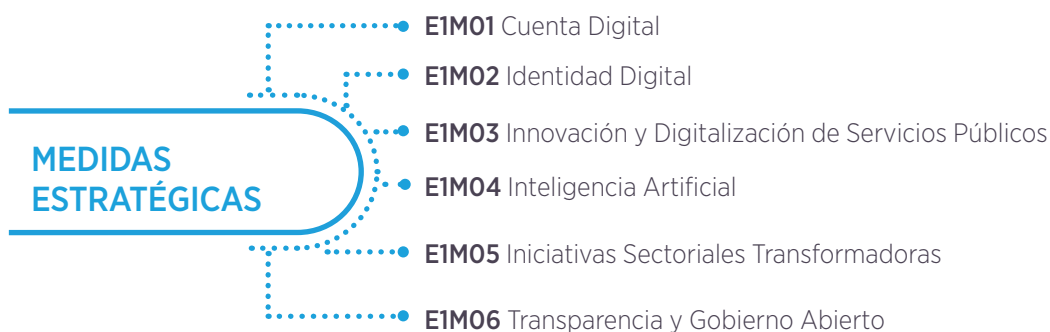 E1M01 Cuenta Digital
E1M02 Identidad Digital
E1M03 Innovación y Digitalización de Servicios Públicos
MEDIDAS
ESTRATÉGICAS
E1M04 Inteligencia Artificial
E1M05 Iniciativas Sectoriales Transformadoras
E1M06 Transparencia y Gobierno Abierto